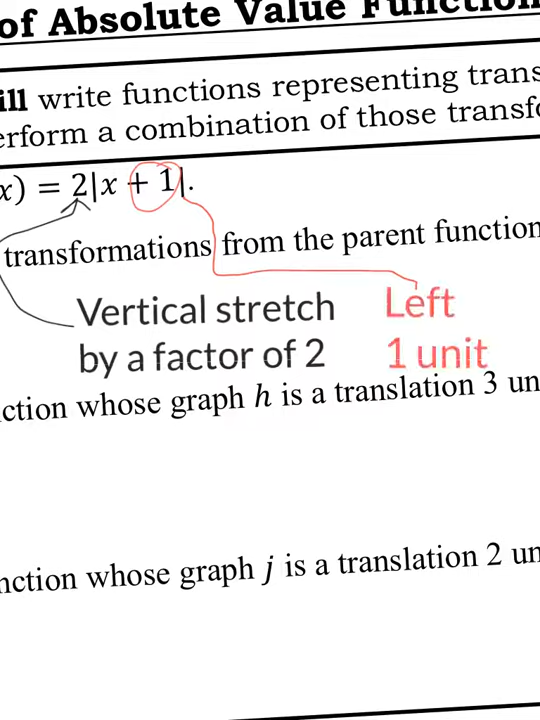 of Absolute Value Function
ill write functions representing trans
erform a combination of those transfo
x) = 2|x + 1|.
transformations from the parent function
Vertical stretch
by a factor of 2
Left
1 unit
ction whose graph h is a translation 3 un
nction whose graph j is a translation 2 un